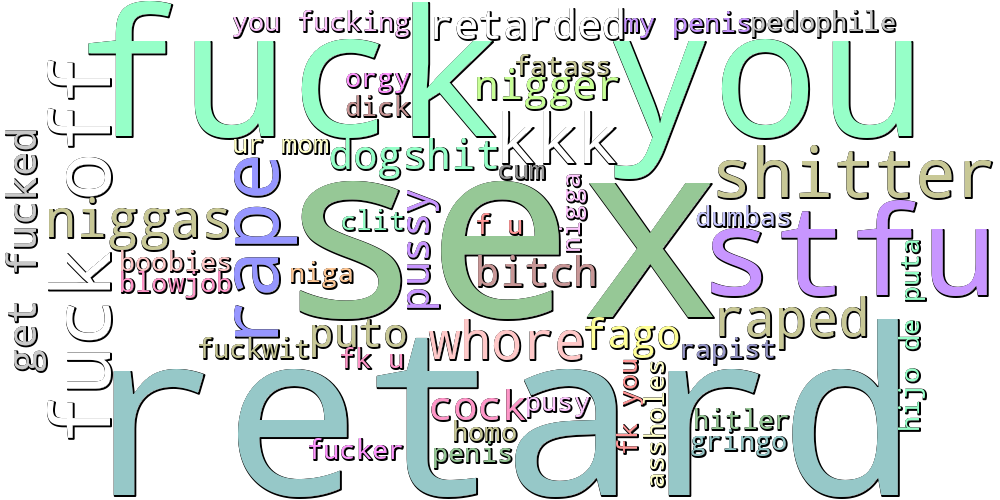 fuck you
you fucking
retarded
my penis
pedophile
orgy
dick
fatass
nigger
fuckoff
get fucked
ur mom
dogshit
kkk
cum
shitter
rape
sex
niggas
clit
pussy
f u
nigga
dumbas
stfu
boobies
blowjob
niga
bitch
hijo de puta
puto
whore
fago
raped
fuckwit
fk u
rapist
retard
fk you
assholes
cock
pusy
homo
penis
fucker
hitler
gringo